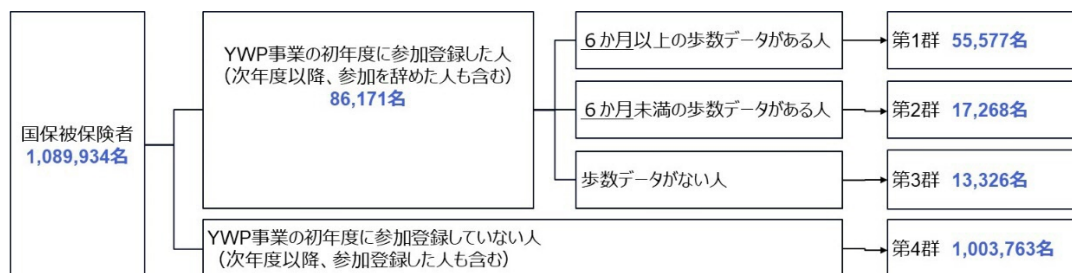 国保被保険者
1,089,934名
YWP事業の初年度に参加登録した人
（次年度以降、参加を辞めた人も含む）
86,171名
６か月以上の歩数データがある人
第1群 55,577名
６か月未満の歩数データがある人
第2群 17,268名
歩数データがない人
第3群 13,326名
YWP事業の初年度に参加登録していない人
（次年度以降、参加登録した人も含む）
第4群 1,003,763名